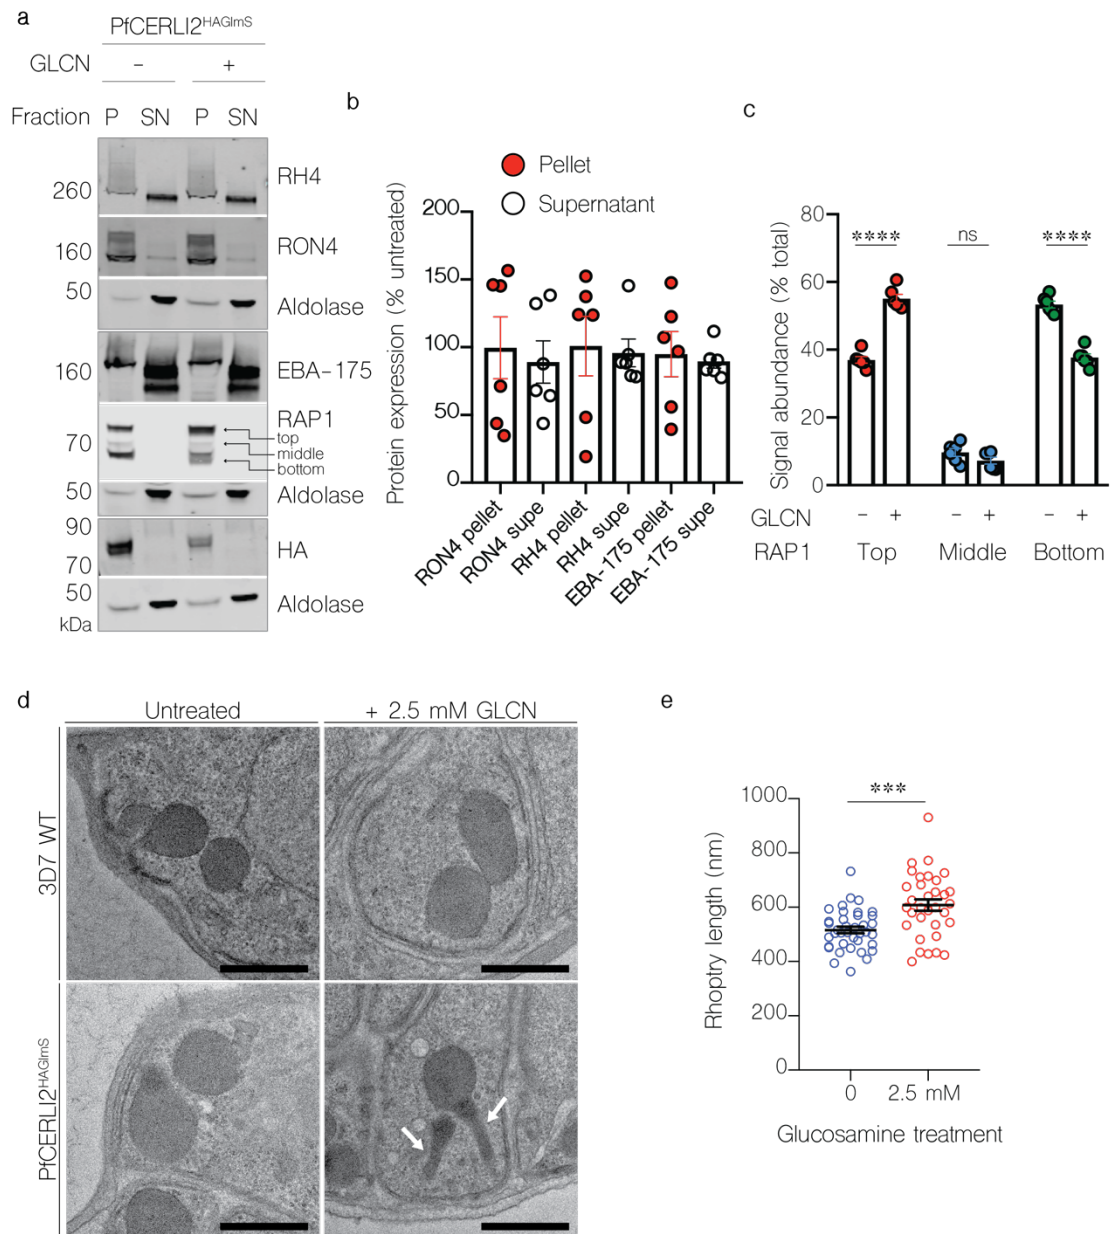 a
PfCERLI2HAGlmS
GLCN - +
Fraction P SN P SN
260 RH4
160 RON4
50 Aldolase
160 EBA-175
RAP1
top
70 middle
bottom
50 Aldolase
90 HA
70
50 Aldolase
kDa
b
Pellet
Supernatant
Protein expression (% untreated)
200
150
100
50
0
RON4 pellet
RON4 supe
RH4 pellet
RH4 supe
EBA-175 pellet
EBA-175 supe
c
Signal abundance (% total)
80
60
40
20
0
**** ns ****
GLCN - + - + - +
RAP1 Top Middle Bottom
d
Untreated + 2.5 mM GLCN
3D7 WT
PfCERLI2HAGlmS
e
Rhoptry length (nm)
1000
800
600
400
200
0
***
0 2.5 mM
Glucosamine treatment